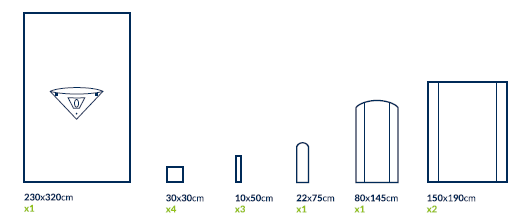 230x320cm
x1
30x30cm
x4
10x50cm
x3
22x75cm
x1
80x145cm
x1
150x190cm
x2